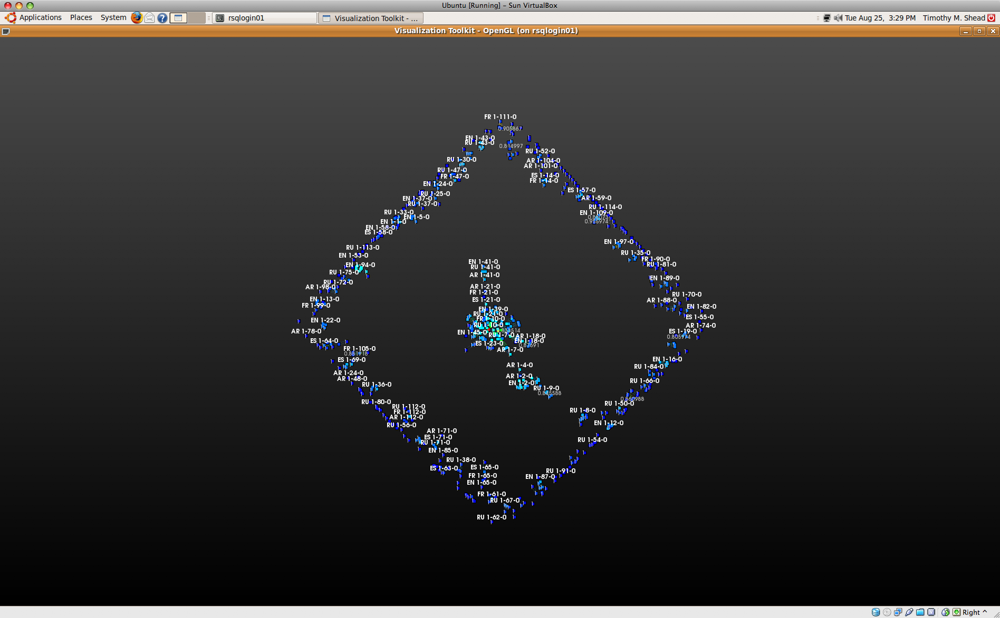 Ubuntu [Running] – Sun VirtualBox
Applications Places System rsqlogin01 Visualization Toolkit - ... Tue Aug 25, 3:29 PM Timothy M. Shead
Visualization Toolkit - OpenGL (on rsqlogin01)
FR 1-111-0
0.905867
EN 1-43-0
RU 1-43-0
0.814997
RU 1-52-0
RU 1-30-0
AR 1-104-0
AR 1-101-0
RU 1-47-0
FR 1-47-0
ES 1-14-0
FR 1-14-0
EN 1-24-0
ES 1-57-0
RU 1-25-0
EN 1-37-0
AR 1-59-0
RU 1-37-0
RU 1-114-0
RU 1-33-0
EN 1-109-0
EN 1-5-0
EN 1-1-0
0.955974
EN 1-58-0
ES 1-58-0
EN 1-97-0
RU 1-113-0
RU 1-35-0
EN 1-53-0
FR 1-90-0
EN 1-41-0
RU 1-81-0
EN 1-94-0
RU 1-41-0
RU 1-75-0
AR 1-41-0
EN 1-89-0
RU 1-72-0
AR 1-98-0
AR 1-21-0
FR 1-21-0
RU 1-70-0
EN 1-13-0
ES 1-21-0
AR 1-88-0
FR 1-99-0
EN 1-82-0
EN 1-39-0
RU 1-21-0
ES 1-55-0
FR 1-10-0
EN 1-22-0
RU 1-10-0
AR 1-74-0
AR 1-78-0
EN 1-45-0
ES 1-19-0
RU 1-7-0
AR 1-18-0
0.805974
ES 1-64-0
EN 1-18-0
ES 1-23-0
0.87691
FR 1-105-0
AR 1-7-0
0.881918
ES 1-69-0
EN 1-16-0
AR 1-4-0
RU 1-84-0
AR 1-24-0
AR 1-2-0
AR 1-48-0
RU 1-66-0
EN 1-2-0
RU 1-36-0
RU 1-9-0
0.845588
0.860988
RU 1-80-0
RU 1-50-0
RU 1-112-0
RU 1-8-0
FR 1-112-0
AR 1-112-0
EN 1-12-0
RU 1-56-0
AR 1-71-0
ES 1-71-0
RU 1-54-0
RU 1-71-0
EN 1-85-0
RU 1-38-0
ES 1-65-0
ES 1-63-0
RU 1-91-0
FR 1-65-0
EN 1-87-0
EN 1-65-0
FR 1-61-0
RU 1-67-0
RU 1-62-0
Right ^